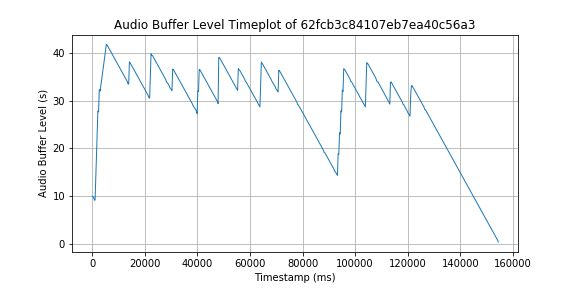 Audio Buffer Level Timeplot of 62fcb3c84107eb7ea40c56a3
Audio Buffer Level (s)
40
30
20
10
0
0 20000 40000 60000 80000 100000 120000 140000 160000
Timestamp (ms)